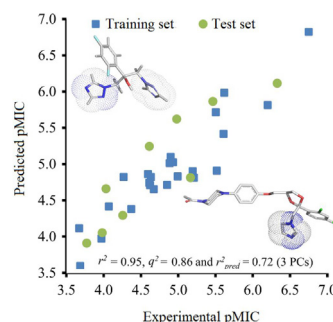 Training set Test set
7.0
6.5
6.0
5.5
5.0
4.5
4.0
3.5
Predicted pMIC
r² = 0.95, q² = 0.86 and r²pred = 0.72 (3 PCs)
3.5 4.0 4.5 5.0 5.5 6.0 6.5 7.0
Experimental pMIC